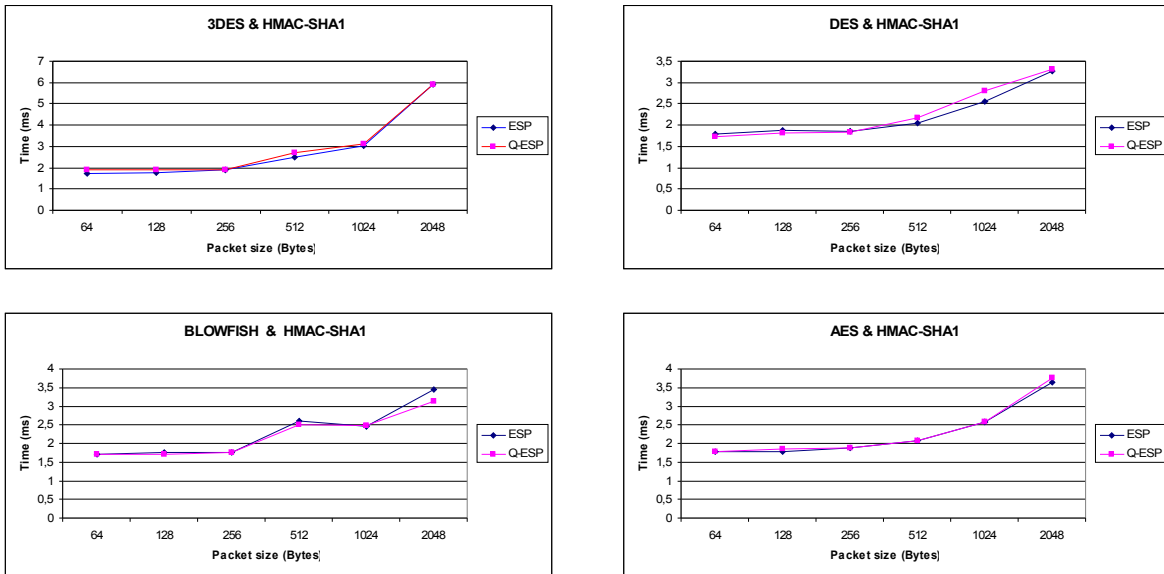 3DES & HMAC-SHA1
7
6
5
4
3
2
1
0
Time (ms)
64 128 256 512 1024 2048
Packet size (Bytes)
ESP
Q-ESP
DES & HMAC-SHA1
3,5
3
2,5
2
1,5
1
0,5
0
Time (ms)
64 128 256 512 1024 2048
Packet size (Bytes)
ESP
Q-ESP
BLOWFISH & HMAC-SHA1
4
3,5
3
2,5
2
1,5
1
0,5
0
Time (ms)
64 128 256 512 1024 2048
Packet size (Bytes)
ESP
Q-ESP
AES & HMAC-SHA1
4
3,5
3
2,5
2
1,5
1
0,5
0
Time (ms)
64 128 256 512 1024 2048
Packet size (Bytes)
ESP
Q-ESP